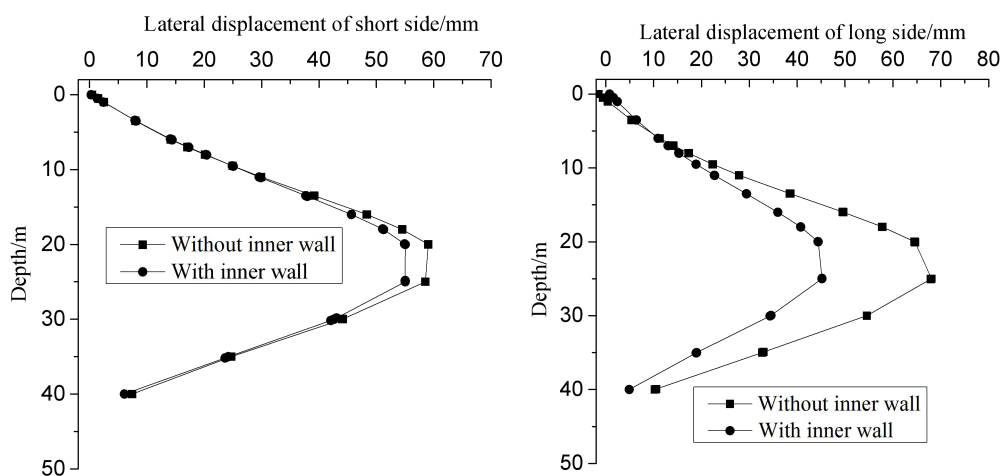 Lateral displacement of short side/mm
0 10 20 30 40 50 60 70
0
10
20
30
40
50
Depth/m
Without inner wall
With inner wall
Lateral displacement of long side/mm
0 10 20 30 40 50 60 70 80
0
10
20
30
40
50
Depth/m
Without inner wall
With inner wall